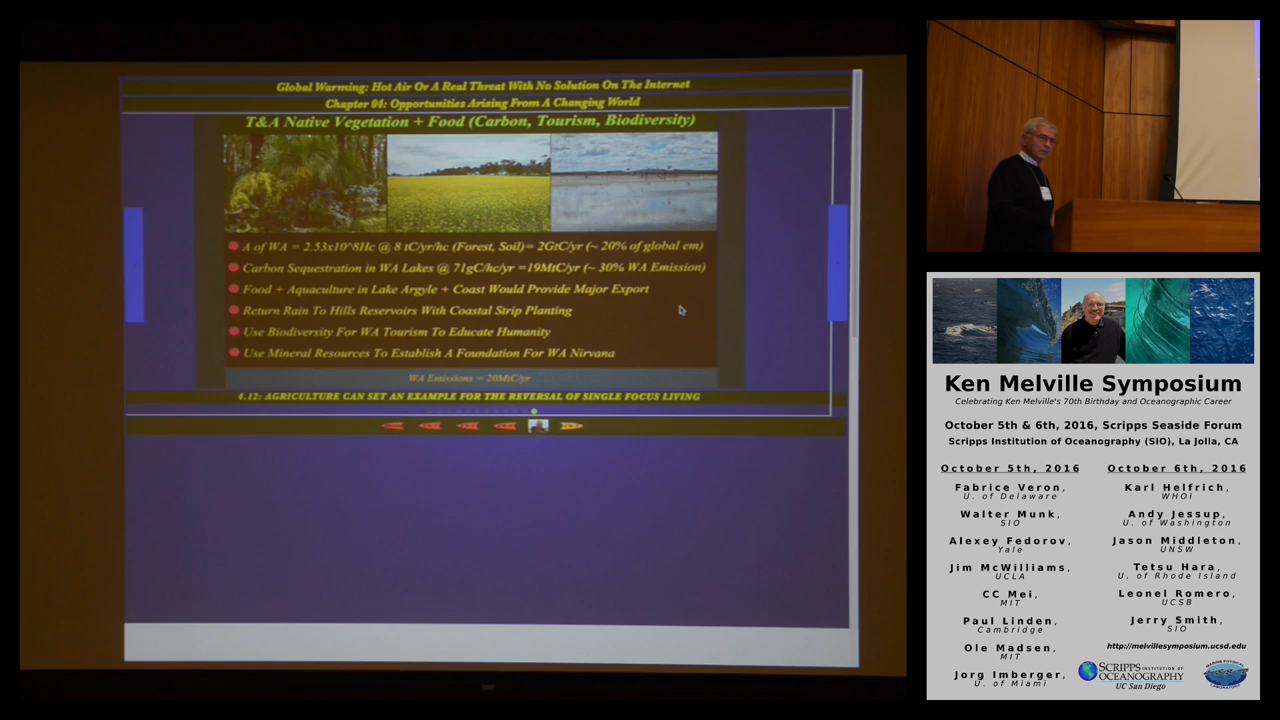 Global Warming: Hot Air Or A Real Threat With No Solution On The Internet
Chapter 04: Opportunities Arising From A Changing World
T&A Native Vegetation + Food (Carbon, Tourism, Biodiversity)
A of WA = 2.53x10^8Hc @ 8 tC/yr/hc (Forest, Soil)= 2GtC/yr (~ 20% of global em)
Carbon Sequestration in WA Lakes @ 71gC/hc/yr =19MtC/yr (~ 30% WA Emission)
Food + Aquaculture in Lake Argyle + Coast Would Provide Major Export
Return Rain To Hills Reservoirs With Coastal Strip Planting
Use Biodiversity For WA Tourism To Educate Humanity
Use Mineral Resources To Establish A Foundation For WA Nirvana
WA Emissions = 20MtC/yr
4.12: AGRICULTURE CAN SET AN EXAMPLE FOR THE REVERSAL OF SINGLE FOCUS LIVING
Ken Melville Symposium
Celebrating Ken Melville's 70th Birthday and Oceanographic Career
October 5th & 6th, 2016, Scripps Seaside Forum
Scripps Institution of Oceanography (SIO), La Jolla, CA
October 5th, 2016
Fabrice Veron,
U. of Delaware
Walter Munk,
SIO
Alexey Fedorov,
Yale
Jim McWilliams,
UCLA
CC Mei,
MIT
Paul Linden,
Cambridge
Ole Madsen,
MIT
Jorg Imberger,
U. of Miami
October 6th, 2016
Karl Helfrich,
WHOI
Andy Jessup,
U. of Washington
Jason Middleton,
UNSW
Tetsu Hara,
U. of Rhode Island
Leonel Romero,
UCSB
Jerry Smith,
SIO
http://melvillesymposium.ucsd.edu
SCRIPPS INSTITUTION OF
OCEANOGRAPHY
UC San Diego